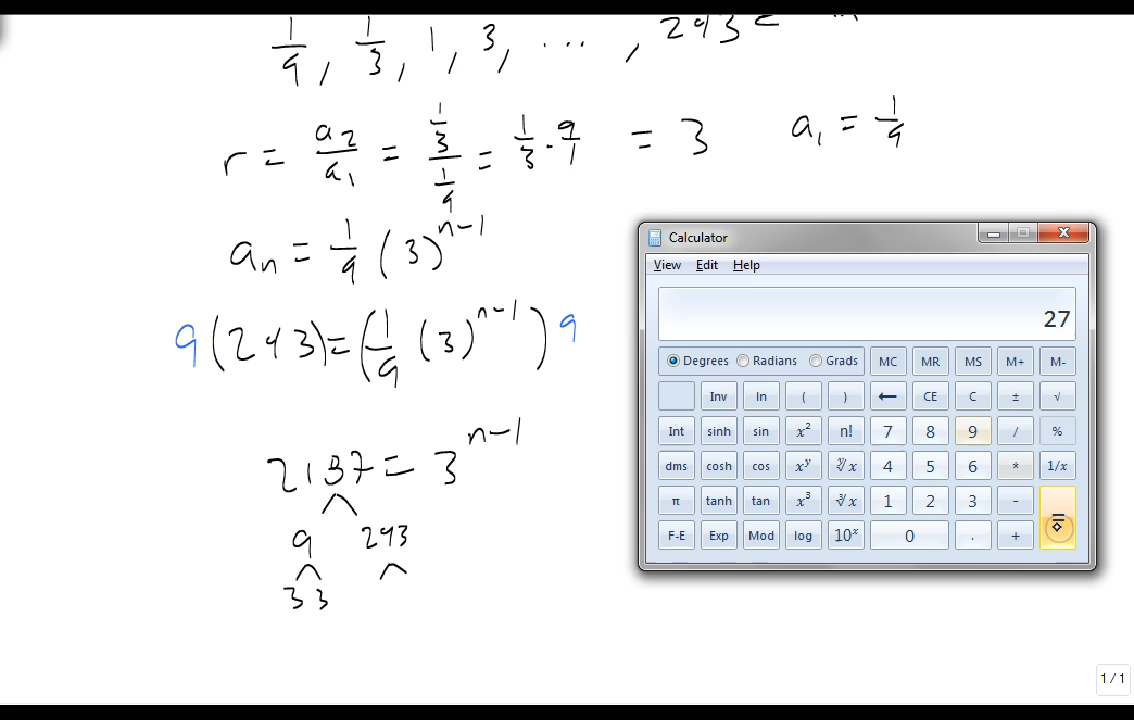 1/9, 1/3, 1, 3, ..., 243 =
r = a2/a1 = (1/3)/(1/9) = 1/3 · 9/1 = 3 a1 = 1/9
an = 1/9 (3)^n-1
9(243) = (1/9 (3)^n-1) 9
2187 = 3^n-1
9 243
3 3
Calculator
View Edit Help
27
Degrees Radians Grads MC MR MS M+ M-
Inv ln ( ) ← CE C ± √
Int sinh sin x² n! 7 8 9 / %
dms cosh cos x^y ^y√x 4 5 6 * 1/x
π tanh tan x³ ³√x 1 2 3 - =
F-E Exp Mod log 10^x 0 . +
1/1